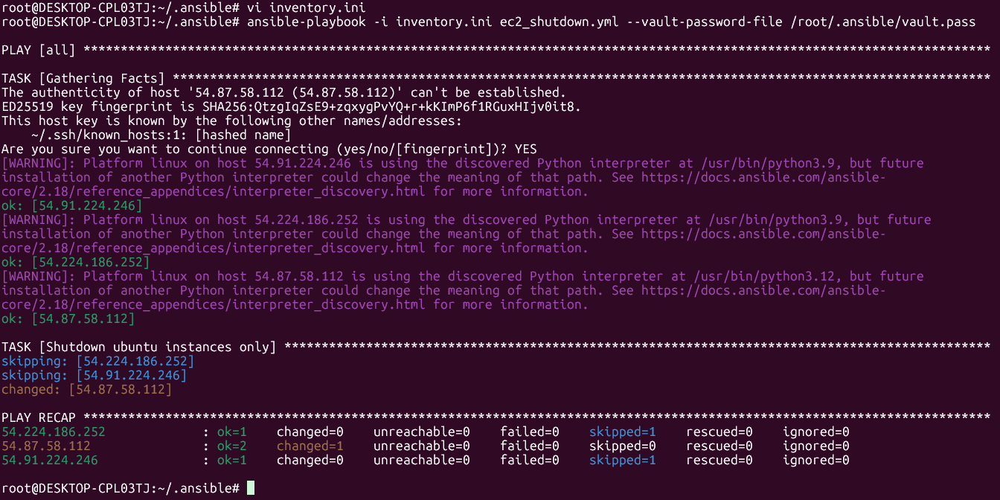 root@DESKTOP-CPL03TJ:~/.ansible# vi inventory.ini
root@DESKTOP-CPL03TJ:~/.ansible# ansible-playbook -i inventory.ini ec2_shutdown.yml --vault-password-file /root/.ansible/vault.pass
PLAY [all] **************************************************************************************************************************
TASK [Gathering Facts] **************************************************************************************************************
The authenticity of host '54.87.58.112 (54.87.58.112)' can't be established.
ED25519 key fingerprint is SHA256:QtzgIqZsE9+zqxygPvYQ+r+kKImP6f1RGuxHIjv0it8.
This host key is known by the following other names/addresses:
    ~/.ssh/known_hosts:1: [hashed name]
Are you sure you want to continue connecting (yes/no/[fingerprint])? YES
[WARNING]: Platform linux on host 54.91.224.246 is using the discovered Python interpreter at /usr/bin/python3.9, but future
installation of another Python interpreter could change the meaning of that path. See https://docs.ansible.com/ansible-
core/2.18/reference_appendices/interpreter_discovery.html for more information.
ok: [54.91.224.246]
[WARNING]: Platform linux on host 54.224.186.252 is using the discovered Python interpreter at /usr/bin/python3.9, but future
installation of another Python interpreter could change the meaning of that path. See https://docs.ansible.com/ansible-
core/2.18/reference_appendices/interpreter_discovery.html for more information.
ok: [54.224.186.252]
[WARNING]: Platform linux on host 54.87.58.112 is using the discovered Python interpreter at /usr/bin/python3.12, but future
installation of another Python interpreter could change the meaning of that path. See https://docs.ansible.com/ansible-
core/2.18/reference_appendices/interpreter_discovery.html for more information.
ok: [54.87.58.112]
TASK [Shutdown ubuntu instances only] ***********************************************************************************************
skipping: [54.224.186.252]
skipping: [54.91.224.246]
changed: [54.87.58.112]
PLAY RECAP **************************************************************************************************************************
54.224.186.252             : ok=1    changed=0    unreachable=0    failed=0    skipped=1    rescued=0    ignored=0
54.87.58.112               : ok=2    changed=1    unreachable=0    failed=0    skipped=0    rescued=0    ignored=0
54.91.224.246              : ok=1    changed=0    unreachable=0    failed=0    skipped=1    rescued=0    ignored=0
root@DESKTOP-CPL03TJ:~/.ansible#